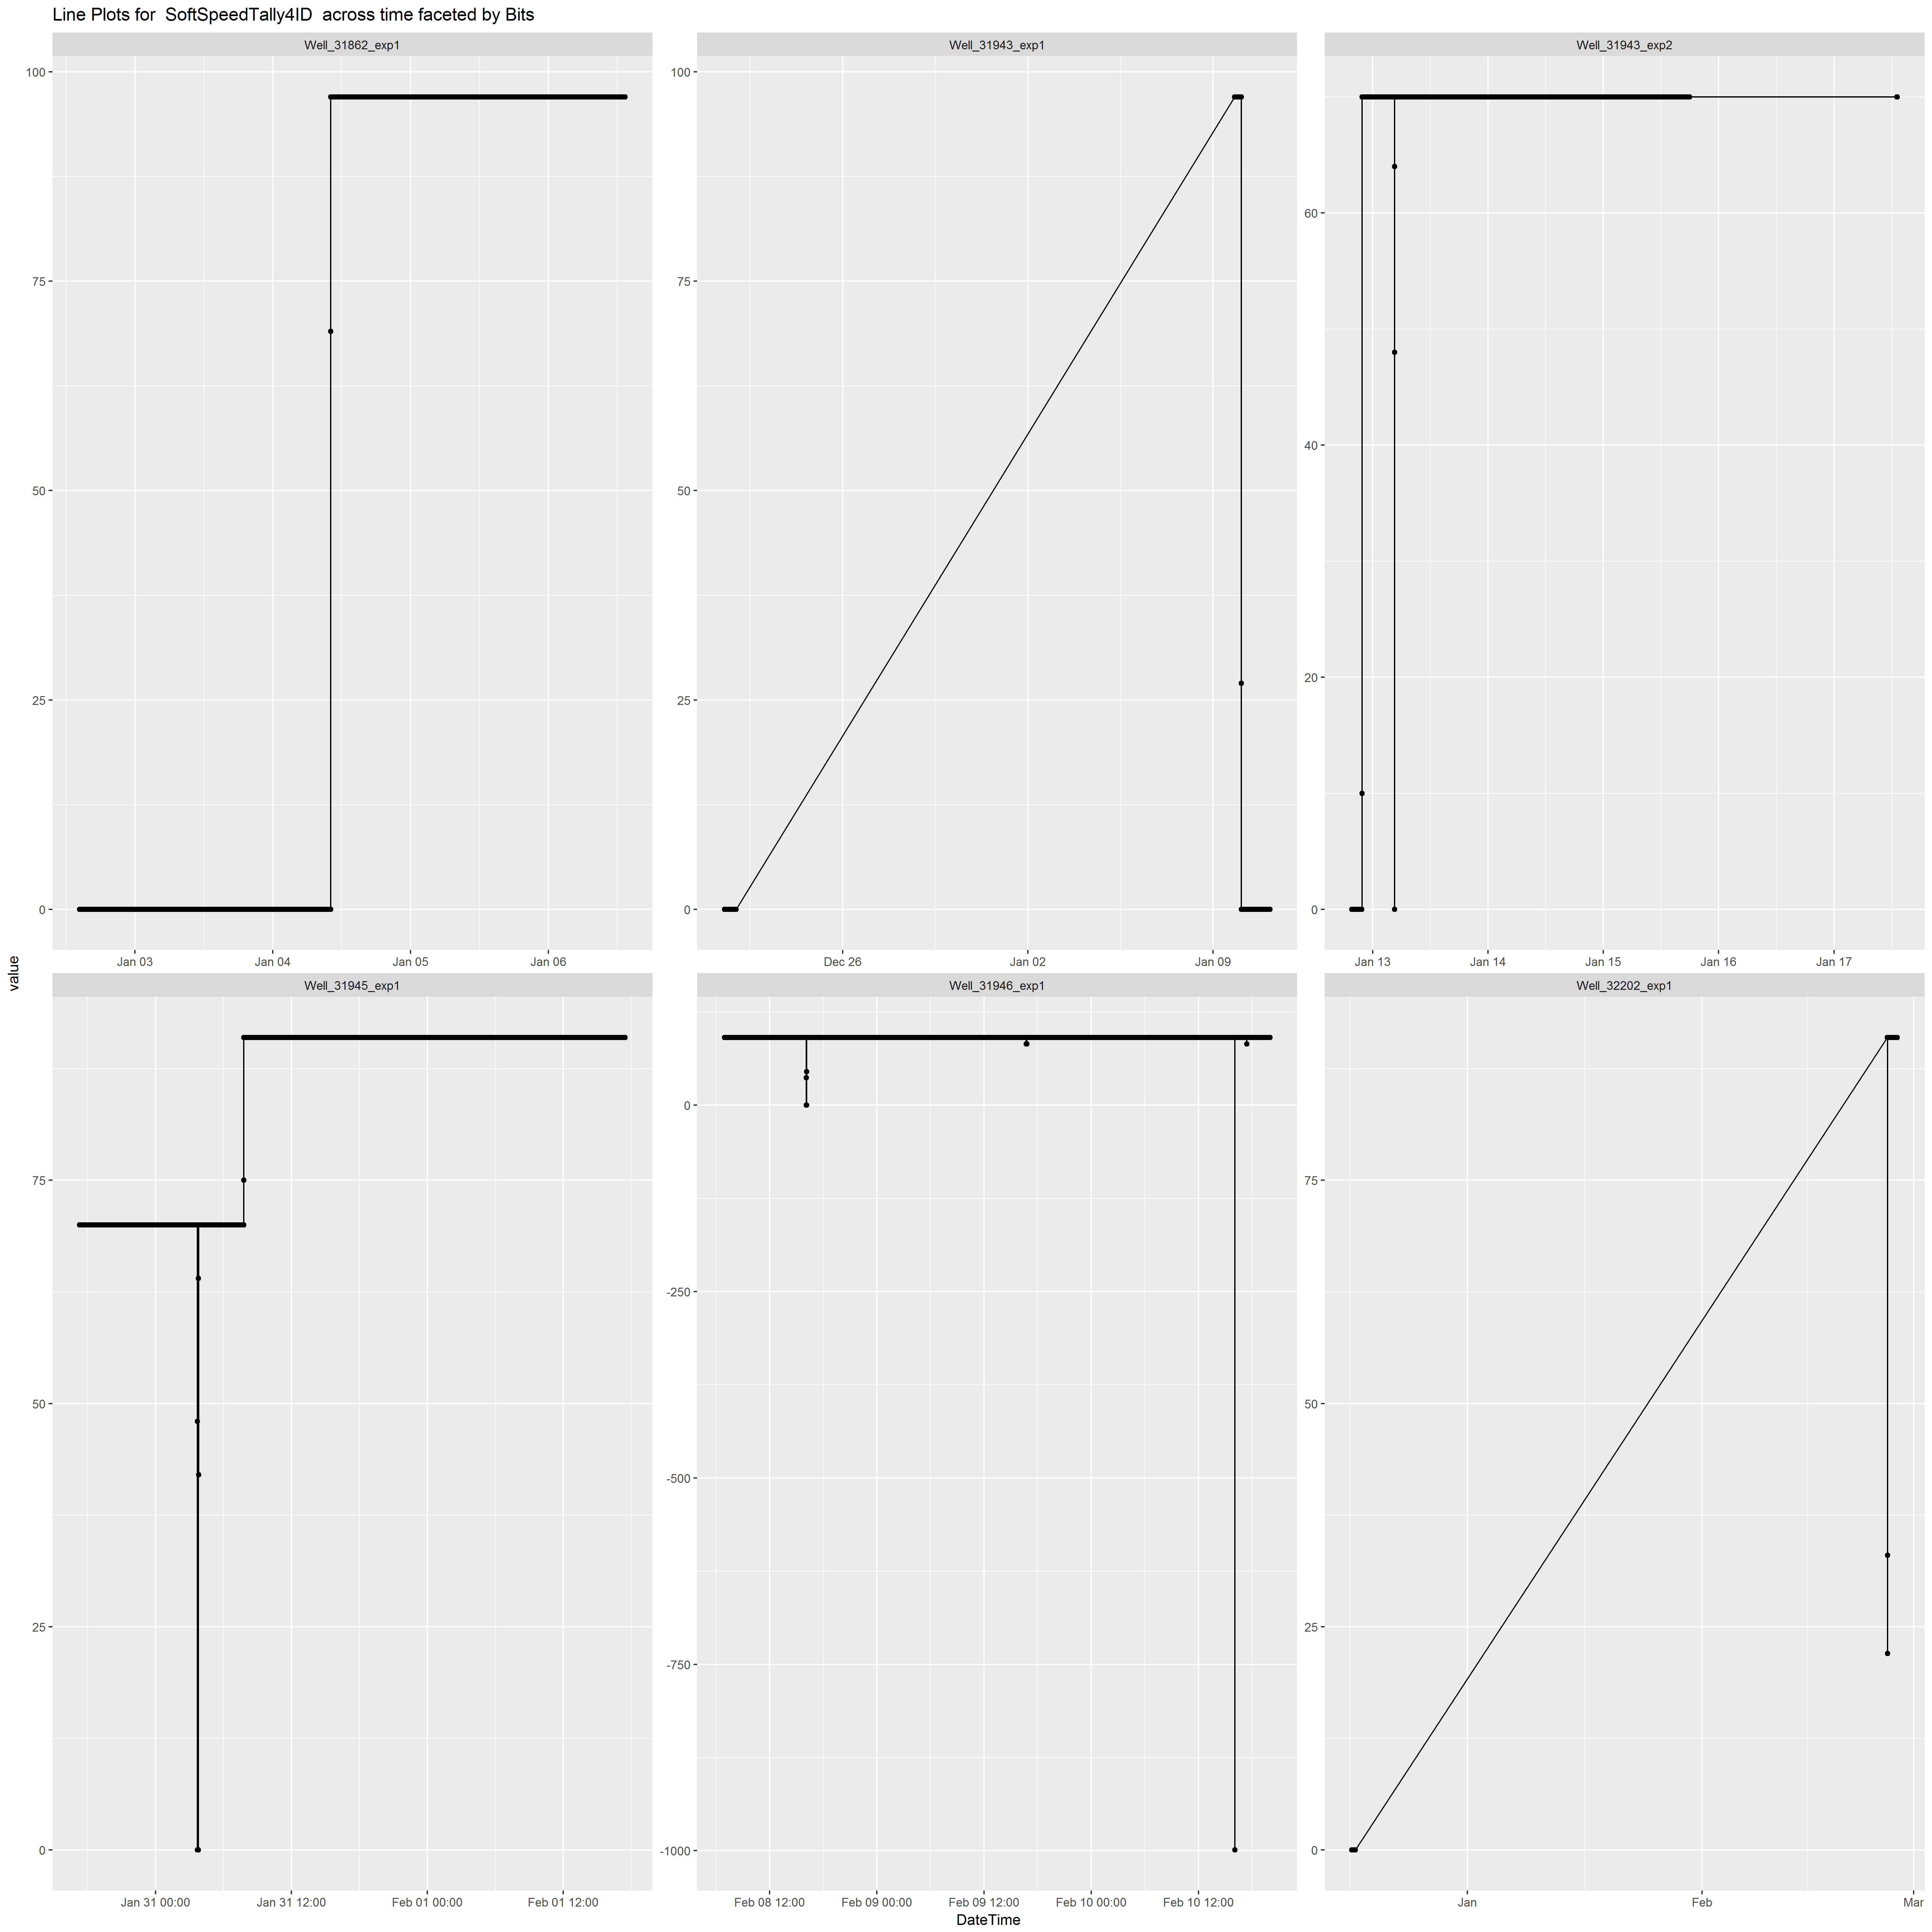 Line Plots for  SoftSpeedTally4ID  across time faceted by Bits
Well_31862_exp1
Well_31943_exp1
Well_31943_exp2
100
75
50
25
0
100
75
50
25
0
60
40
20
0
Jan 03 Jan 04 Jan 05 Jan 06
Dec 26 Jan 02 Jan 09
Jan 13 Jan 14 Jan 15 Jan 16 Jan 17
value
Well_31945_exp1
Well_31946_exp1
Well_32202_exp1
75
50
25
0
0
-250
-500
-750
-1000
75
50
25
0
Jan 31 00:00 Jan 31 12:00 Feb 01 00:00 Feb 01 12:00
Feb 08 12:00 Feb 09 00:00 Feb 09 12:00 Feb 10 00:00 Feb 10 12:00
Jan Feb Mar
DateTime